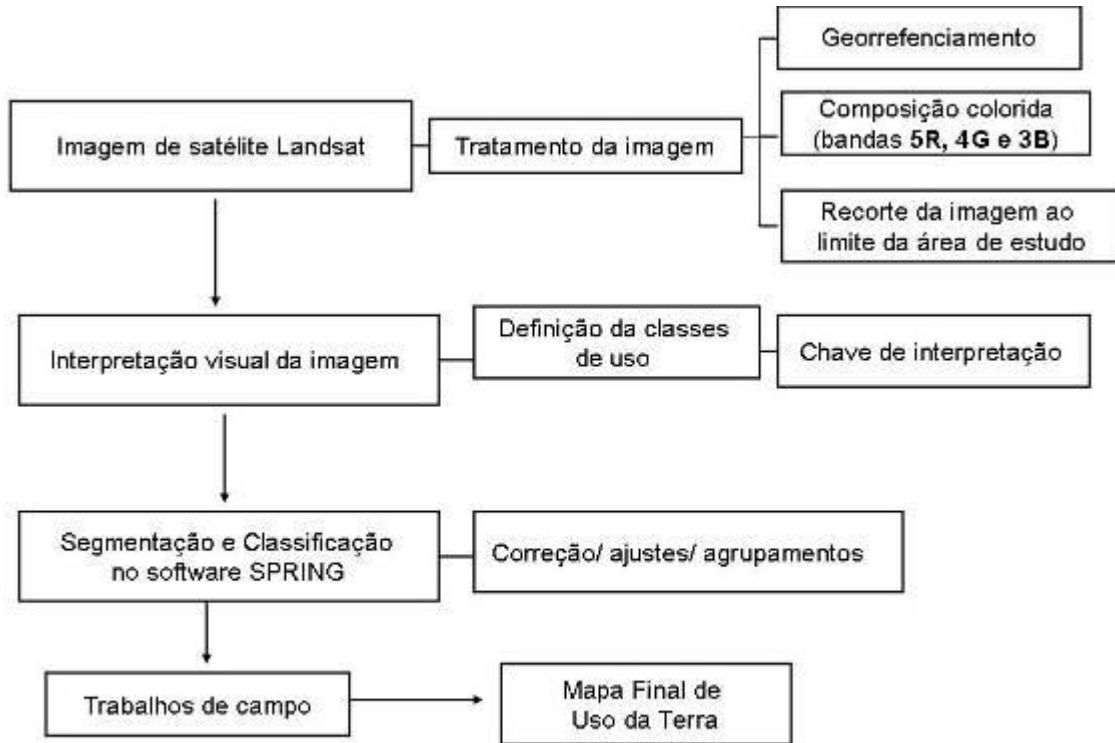 Georrefenciamento
Imagem de satélite Landsat
Tratamento da imagem
Composição colorida
(bandas 5R, 4G e 3B)
Recorte da imagem ao
limite da área de estudo
Interpretação visual da imagem
Definição da classes
de uso
Chave de interpretação
Segmentação e Classificação
no software SPRING
Correção/ ajustes/ agrupamentos
Trabalhos de campo
Mapa Final de
Uso da Terra